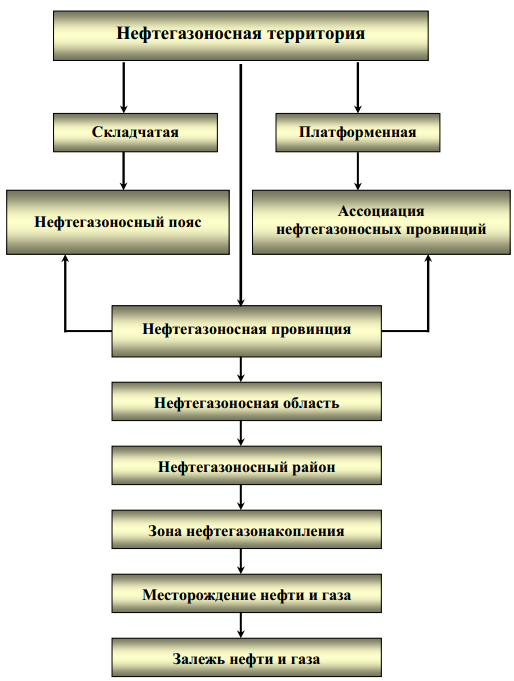 Нефтегазоносная территория
Складчатая
Платформенная
Нефтегазоносный пояс
Ассоциация
нефтегазоносных провинций
Нефтегазоносная провинция
Нефтегазоносная область
Нефтегазоносный район
Зона нефтегазонакопления
Месторождение нефти и газа
Залежь нефти и газа